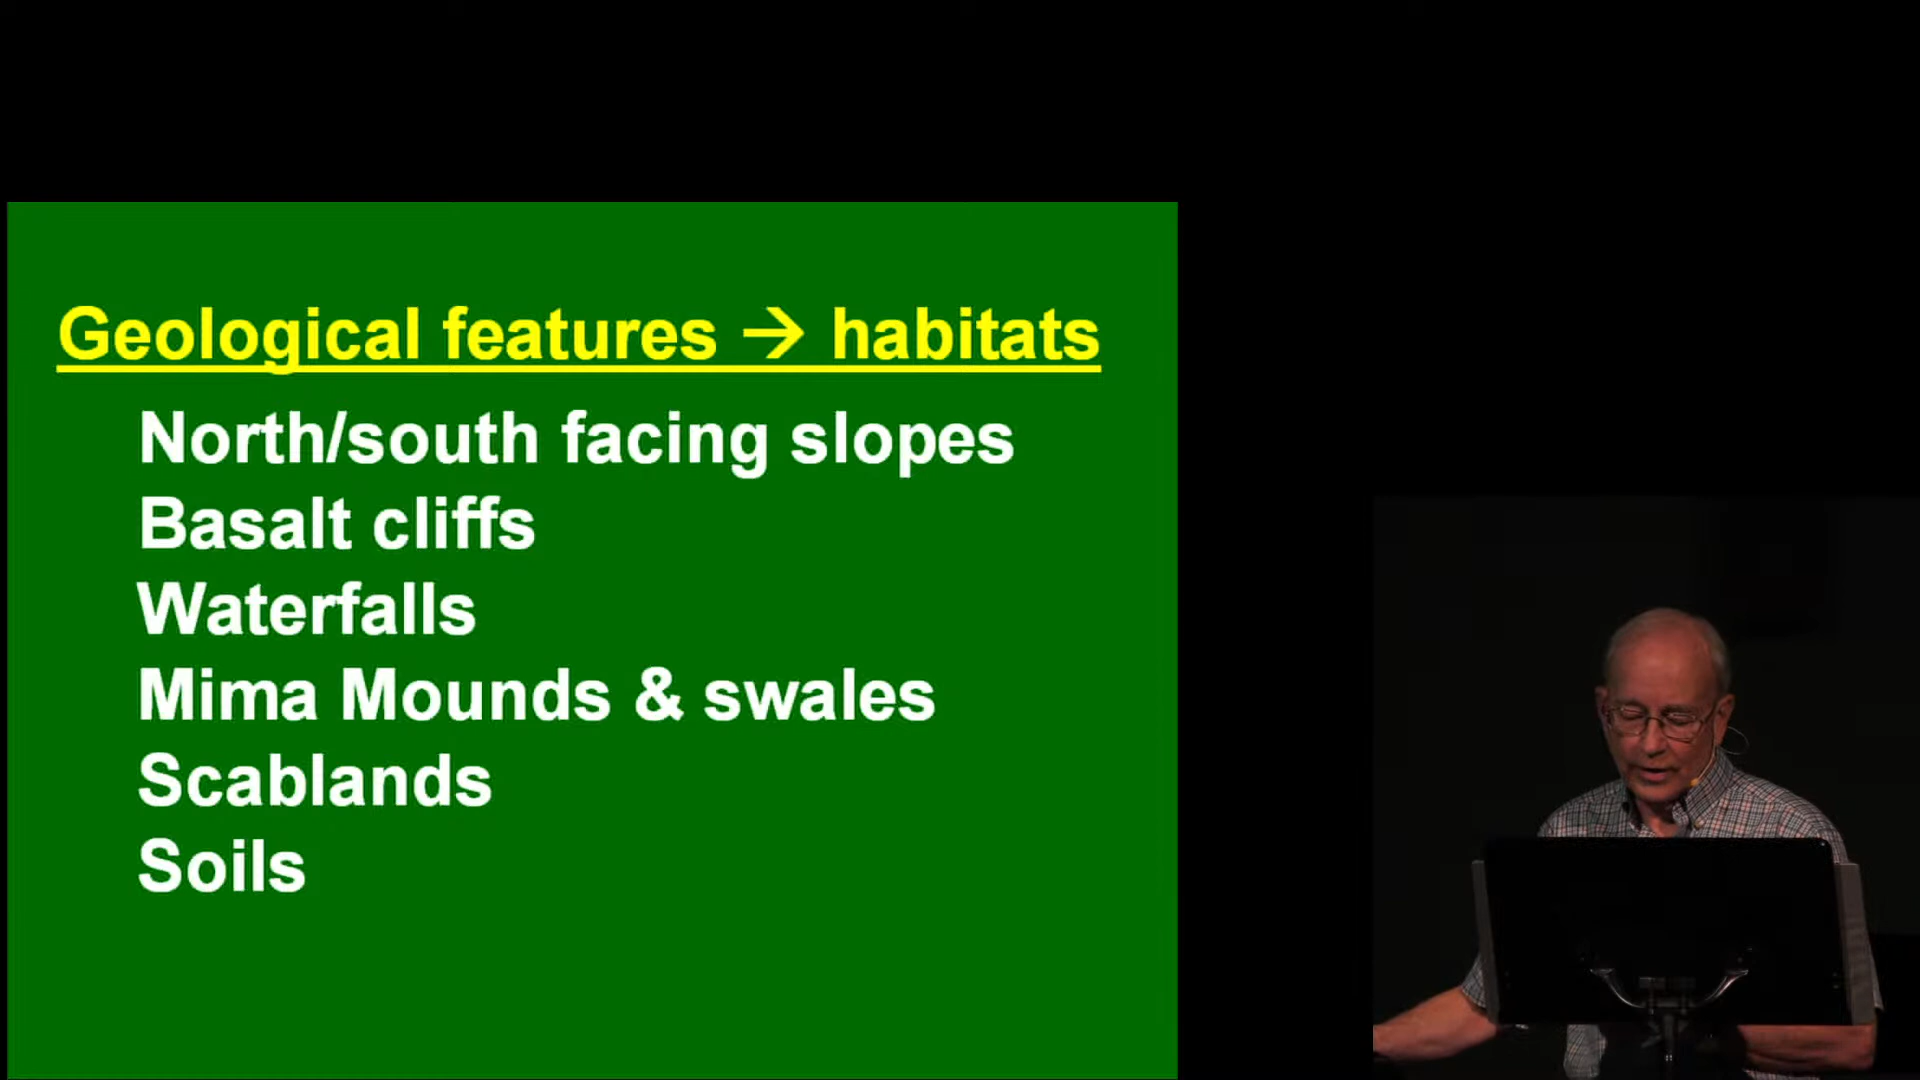 Geological features → habitats
North/south facing slopes
Basalt cliffs
Waterfalls
Mima Mounds & swales
Scablands
Soils